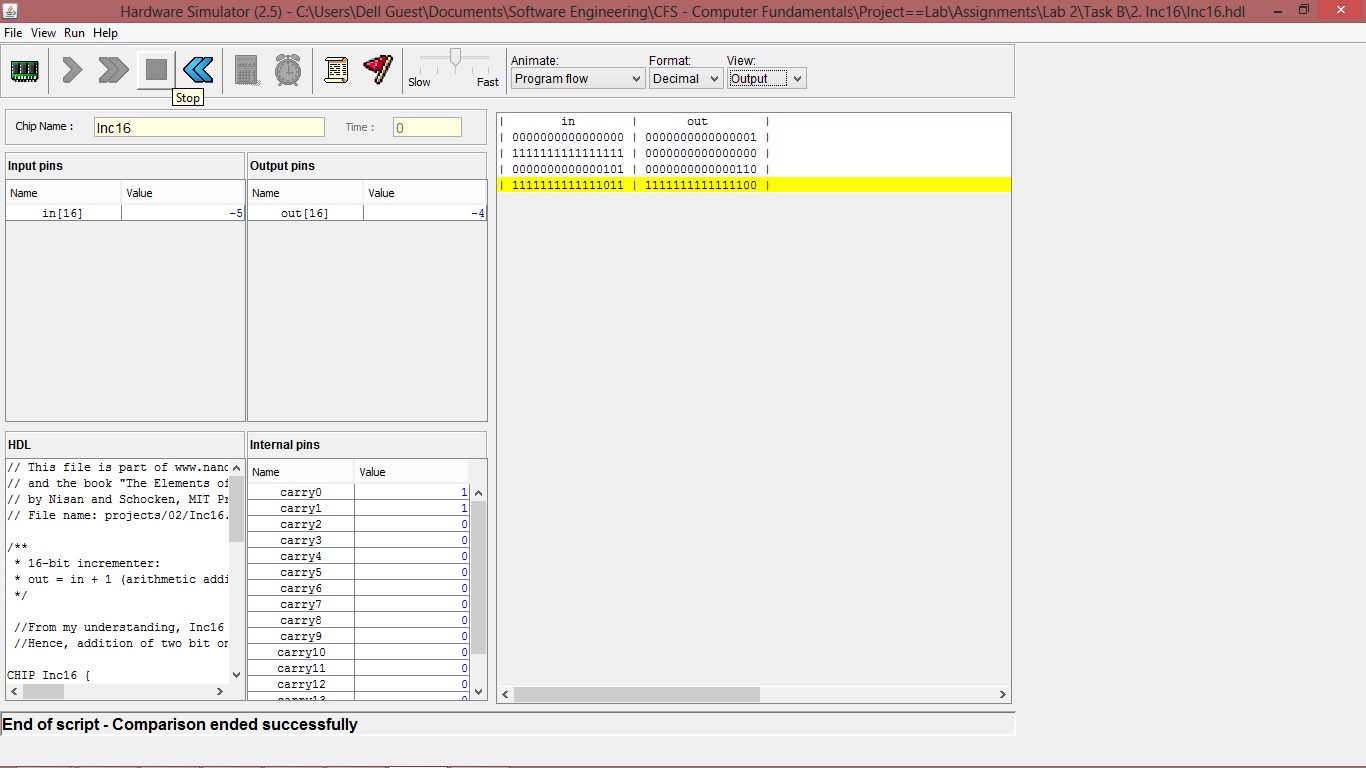 Hardware Simulator (2.5) - C:\Users\Dell Guest\Documents\Software Engineering\CFS - Computer Fundamentals\Project==Lab\Assignments\Lab 2\Task B\2. Inc16\Inc16.hdl
File View Run Help
Slow Fast
Animate: Format: View:
Program flow Decimal Output
Stop
Chip Name : Inc16 Time : 0
Input pins
Name Value
in[16] -5
Output pins
Name Value
out[16] -4
HDL
// This file is part of www.nanc
// and the book "The Elements of
// by Nisan and Schocken, MIT Pr
// File name: projects/02/Inc16.
/**
* 16-bit incrementer:
* out = in + 1 (arithmetic addi
*/
//From my understanding, Inc16
//Hence, addition of two bit on
CHIP Inc16 {
Internal pins
Name Value
carry0 1
carry1 1
carry2 0
carry3 0
carry4 0
carry5 0
carry6 0
carry7 0
carry8 0
carry9 0
carry10 0
carry11 0
carry12 0
carry13 0
| in | out |
| 0000000000000000 | 0000000000000001 |
| 1111111111111111 | 0000000000000000 |
| 0000000000000101 | 0000000000000110 |
| 1111111111111011 | 1111111111111100 |
End of script - Comparison ended successfully